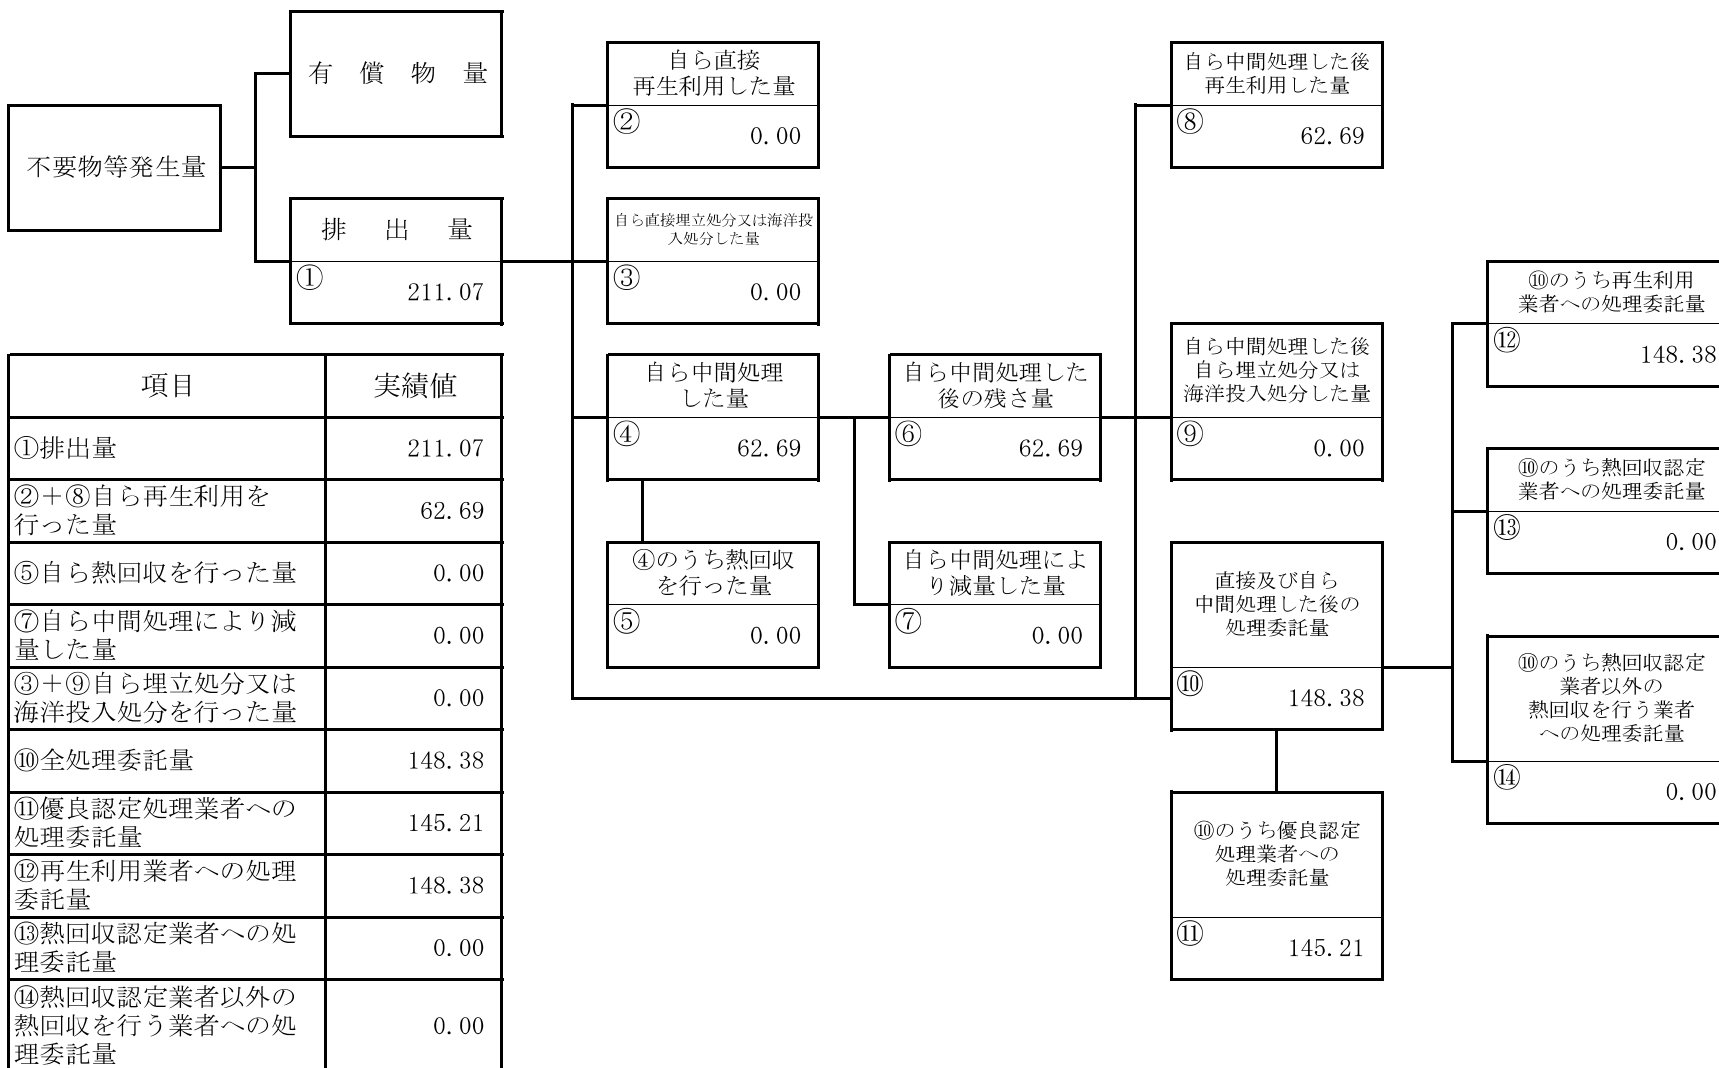 不要物等発生量
有 償 物 量
排 出 量
①
211.07
自ら直接
再生利用した量
②
0.00
自ら直接埋立処分又は海洋投
入処分した量
③
0.00
自ら中間処理
した量
④
62.69
④のうち熱回収
を行った量
⑤
0.00
自ら中間処理した
後の残さ量
⑥
62.69
自ら中間処理によ
り減量した量
⑦
0.00
自ら中間処理した後
再生利用した量
⑧
62.69
自ら中間処理した後
自ら埋立処分又は
海洋投入処分した量
⑨
0.00
直接及び自ら
中間処理した後の
処理委託量
⑩
148.38
⑩のうち優良認定
処理業者への
処理委託量
⑪
145.21
⑩のうち再生利用
業者への処理委託量
⑫
148.38
⑩のうち熱回収認定
業者への処理委託量
⑬
0.00
⑩のうち熱回収認定
業者以外の
熱回収を行う業者
への処理委託量
⑭
0.00
項目 実績値
①排出量 211.07
②＋⑧自ら再生利用を
行った量 62.69
⑤自ら熱回収を行った量 0.00
⑦自ら中間処理により減
量した量 0.00
③＋⑨自ら埋立処分又は
海洋投入処分を行った量 0.00
⑩全処理委託量 148.38
⑪優良認定処理業者への
処理委託量 145.21
⑫再生利用業者への処理
委託量 148.38
⑬熱回収認定業者への処
理委託量 0.00
⑭熱回収認定業者以外の
熱回収を行う業者への処
理委託量 0.00